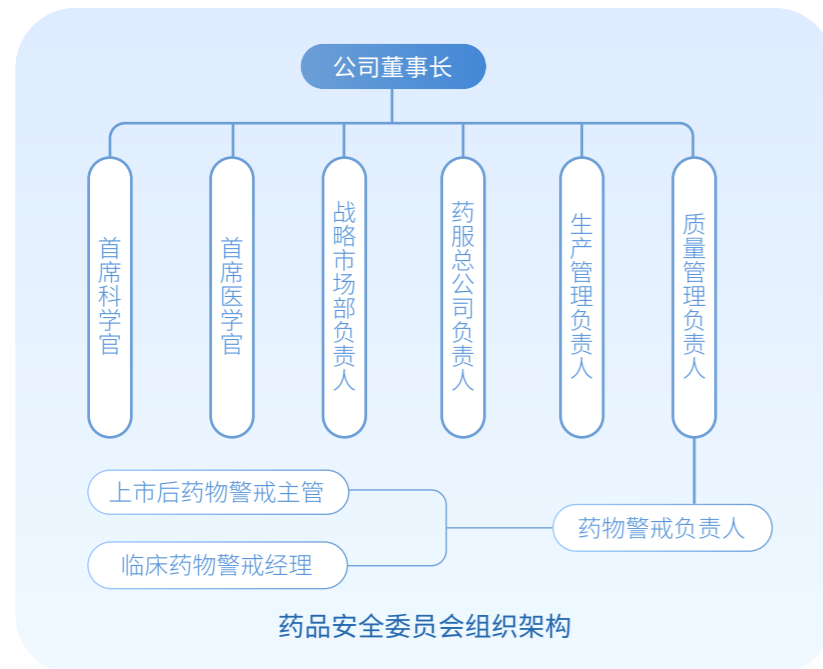 公司董事长
首席科学官
首席医学官
战略市场部负责人
药服总公司负责人
生产管理负责人
质量管理负责人
上市后药物警戒主管
药物警戒负责人
临床药物警戒经理
药品安全委员会组织架构